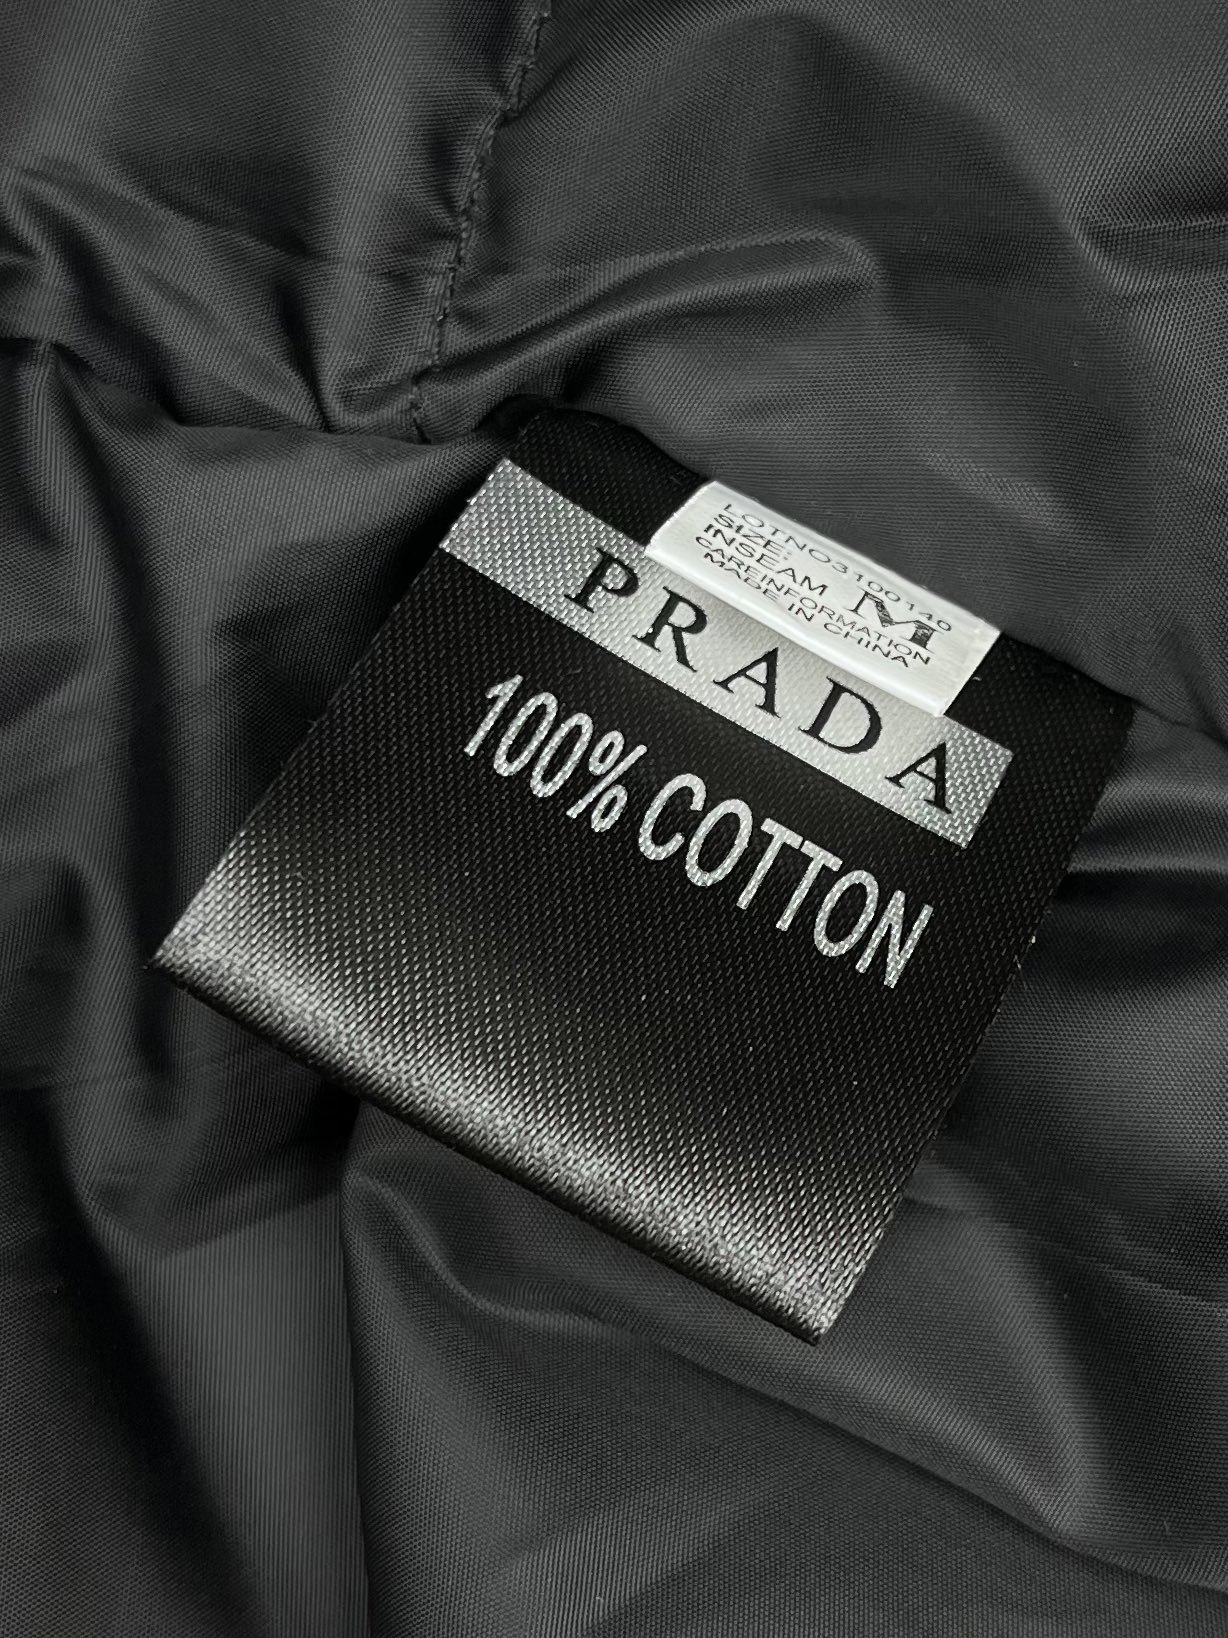 LOTNO3100140
SIZE:
INSEAM M
CAREINFORMATION
MADE IN CHINA
PRADA
100% COTTON